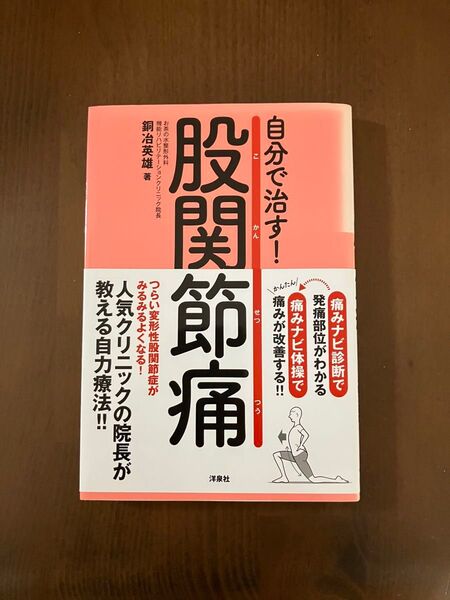 自分で治す！
股関節痛
こ かん せつ つう
お茶の水整形外科
機能リハビリテーションクリニック院長
銅冶英雄 著
痛みナビ診断で
発痛部位がわかる
痛みナビ体操で
かんたん
痛みが改善する!!
つらい変形性股関節症が
みるみるよくなる！
人気クリニックの院長が
教える自力療法!!
洋泉社